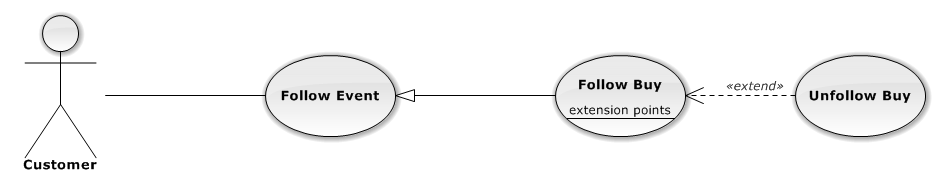 Customer
Follow Event
Follow Buy
extension points
«extend»
Unfollow Buy